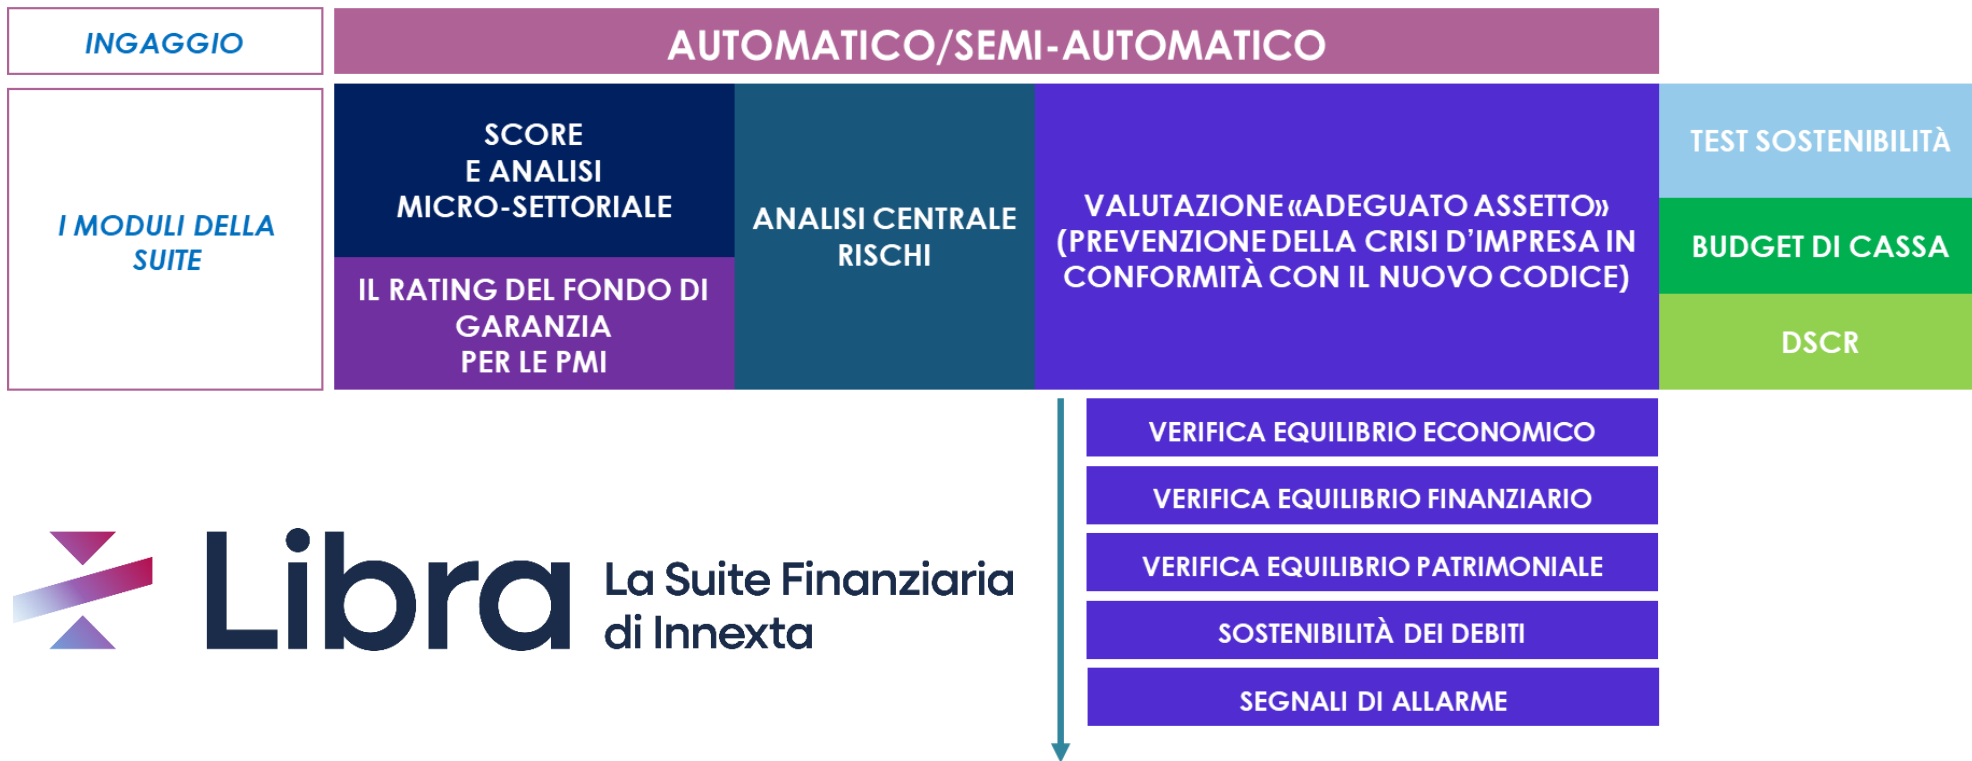 INGAGGIO
AUTOMATICO/SEMI-AUTOMATICO
I MODULI DELLA
SUITE
SCORE
E ANALISI
MICRO-SETTORIALE
IL RATING DEL FONDO DI
GARANZIA
PER LE PMI
ANALISI CENTRALE
RISCHI
VALUTAZIONE «ADEGUATO ASSETTO»
(PREVENZIONE DELLA CRISI D’IMPRESA IN
CONFORMITÀ CON IL NUOVO CODICE)
TEST SOSTENIBILITÀ
BUDGET DI CASSA
DSCR
VERIFICA EQUILIBRIO ECONOMICO
VERIFICA EQUILIBRIO FINANZIARIO
VERIFICA EQUILIBRIO PATRIMONIALE
SOSTENIBILITÀ DEI DEBITI
SEGNALI DI ALLARME
Libra
La Suite Finanziaria
di Innexta